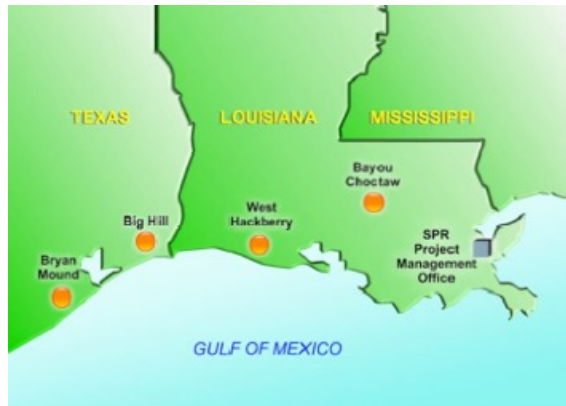 TEXAS
LOUISIANA
MISSISSIPPI
Bayou
Choctaw
West
Hackberry
Big Hill
SPR
Project
Management
Office
Bryan
Mound
GULF OF MEXICO